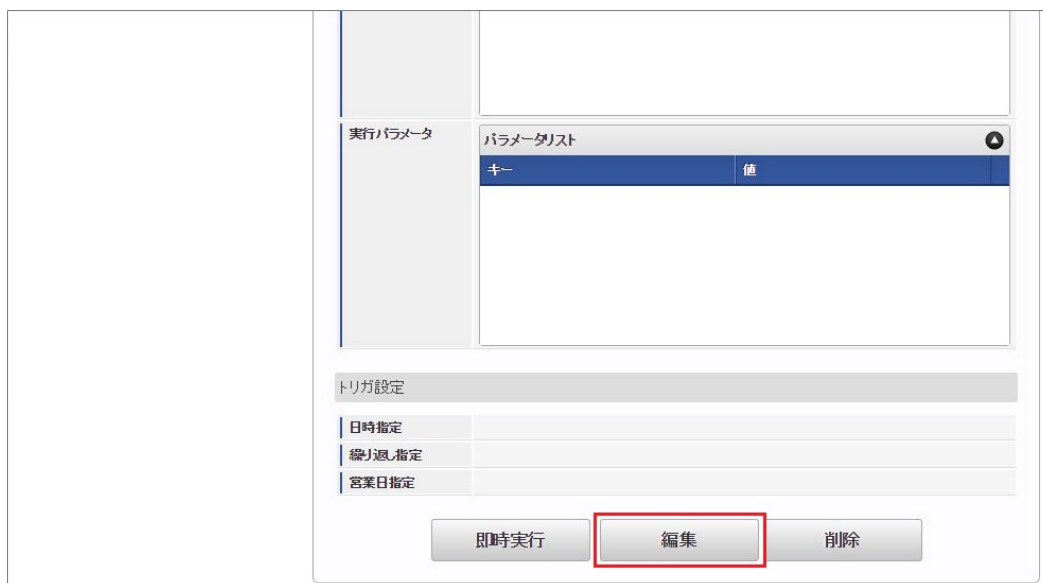 実行パラメータ
パラメータリスト
キー 値
トリガ設定
日時指定
繰り返し指定
営業日指定
即時実行 編集 削除